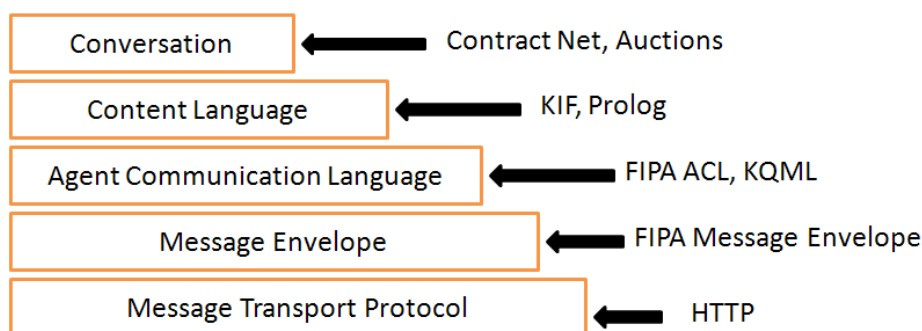 Conversation
Contract Net, Auctions
Content Language
KIF, Prolog
Agent Communication Language
FIPA ACL, KQML
Message Envelope
FIPA Message Envelope
Message Transport Protocol
HTTP